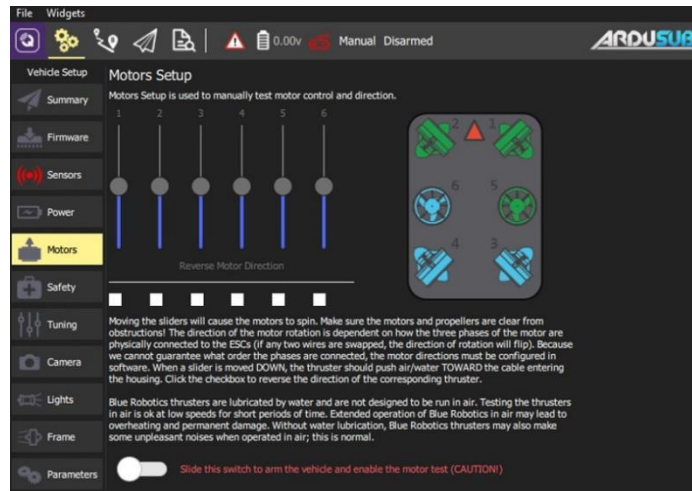 File Widgets
0.00v Manual Disarmed
ARDUSUB
Vehicle Setup
Summary
Firmware
Sensors
Power
Motors
Safety
Tuning
Camera
Lights
Frame
Parameters
Motors Setup
Motors Setup is used to manually test motor control and direction.
1 2 3 4 5 6
2 1
6 5
4 3
Reverse Motor Direction
Moving the sliders will cause the motors to spin. Make sure the motors and propellers are clear from
obstructions! The direction of the motor rotation is dependent on how the three phases of the motor are
physically connected to the ESCs (if any two wires are swapped, the direction of rotation will flip). Because
we cannot guarantee what order the phases are connected, the motor directions must be configured in
software. When a slider is moved DOWN, the thruster should push air/water TOWARD the cable entering
the housing. Click the checkbox to reverse the direction of the corresponding thruster.
Blue Robotics thrusters are lubricated by water and are not designed to be run in air. Testing the thrusters
in air is ok at low speeds for short periods of time. Extended operation of Blue Robotics in air may lead to
overheating and permanent damage. Without water lubrication, Blue Robotics thrusters may also make
some unpleasant noises when operated in air; this is normal.
Slide this switch to arm the vehicle and enable the motor test (CAUTION!)